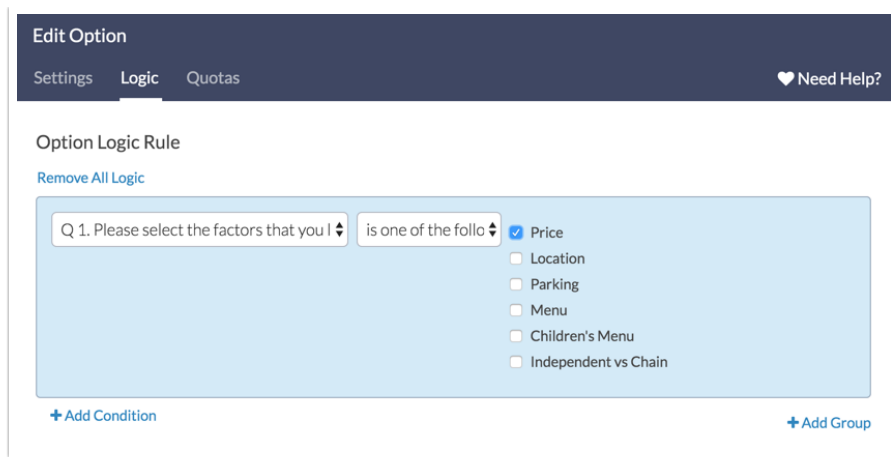 Edit Option
Settings Logic Quotas Need Help?
Option Logic Rule
Remove All Logic
Q 1. Please select the factors that you l is one of the follo Price
Location
Parking
Menu
Children's Menu
Independent vs Chain
+ Add Condition
+ Add Group